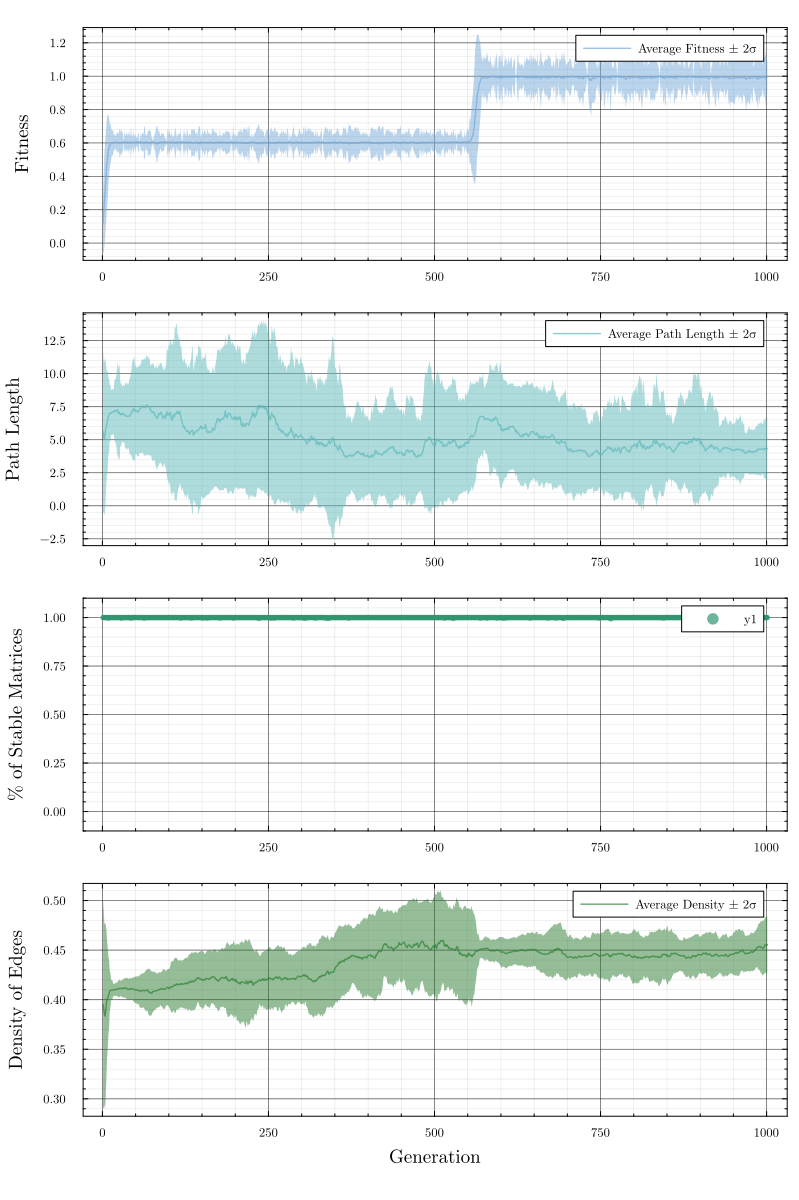 Fitness
1.2
1.0
0.8
0.6
0.4
0.2
0.0
Average Fitness ± 2σ
0 250 500 750 1000
Path Length
12.5
10.0
7.5
5.0
2.5
0.0
−2.5
Average Path Length ± 2σ
0 250 500 750 1000
% of Stable Matrices
1.00
0.75
0.50
0.25
0.00
y1
0 250 500 750 1000
Density of Edges
0.50
0.45
0.40
0.35
0.30
Average Density ± 2σ
0 250 500 750 1000
Generation